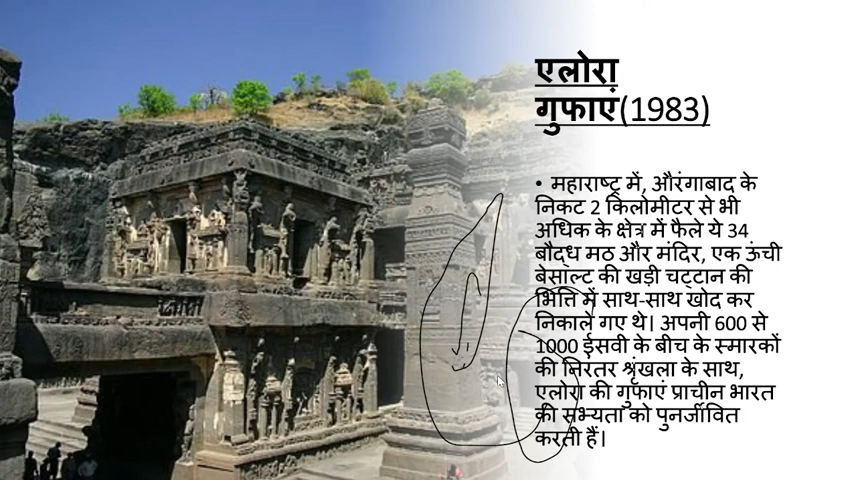 एलोरा
गुफाएं(1983)
• महाराष्ट्र में, औरंगाबाद के
निकट 2 किलोमीटर से भी
अधिक के क्षेत्र में फैले ये 34
बौद्ध मठ और मंदिर, एक ऊंची
बेसाल्ट की खड़ी चट्टान की
भित्ति में साथ-साथ खोद कर
निकाले गए थे। अपनी 600 से
1000 ईसवी के बीच के स्मारकों
की निरंतर श्रृंखला के साथ,
एलोरा की गुफाएं प्राचीन भारत
की सभ्यता को पुनर्जीवित
करती हैं।